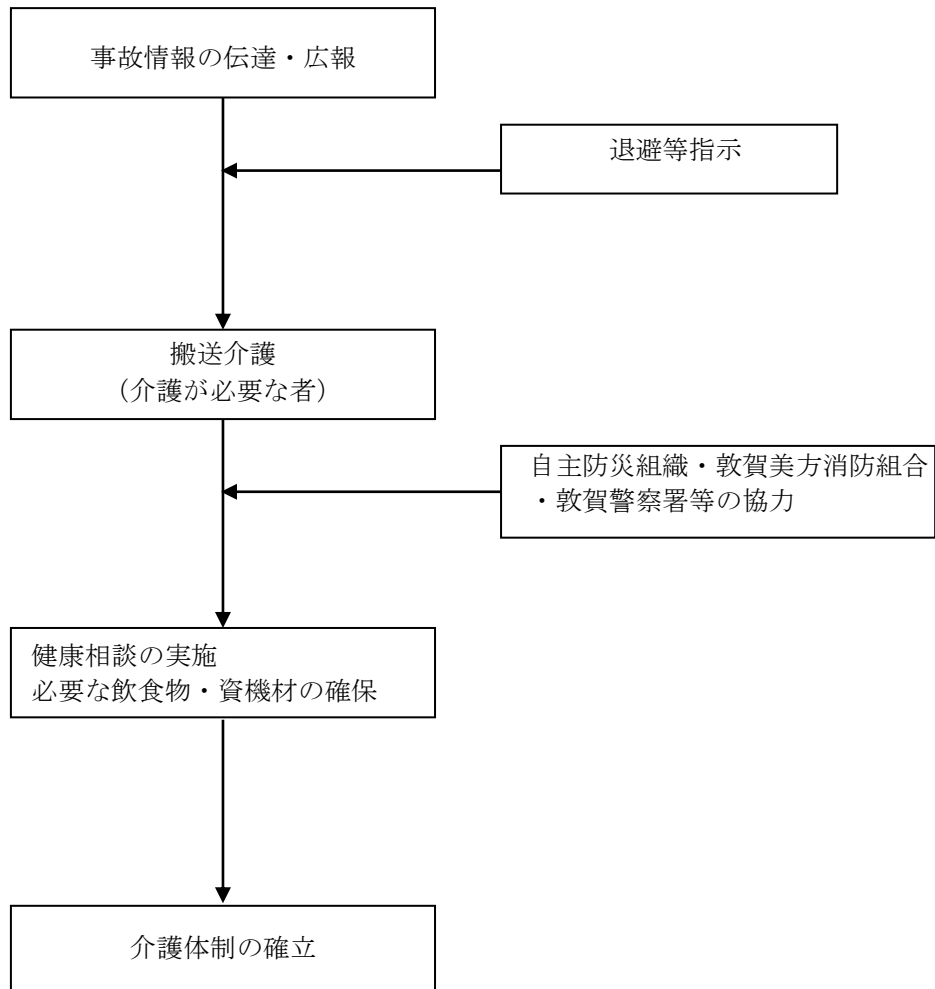 事故情報の伝達・広報
退避等指示
搬送介護
（介護が必要な者）
自主防災組織・敦賀美方消防組合
・敦賀警察署等の協力
健康相談の実施
必要な飲食物・資機材の確保
介護体制の確立